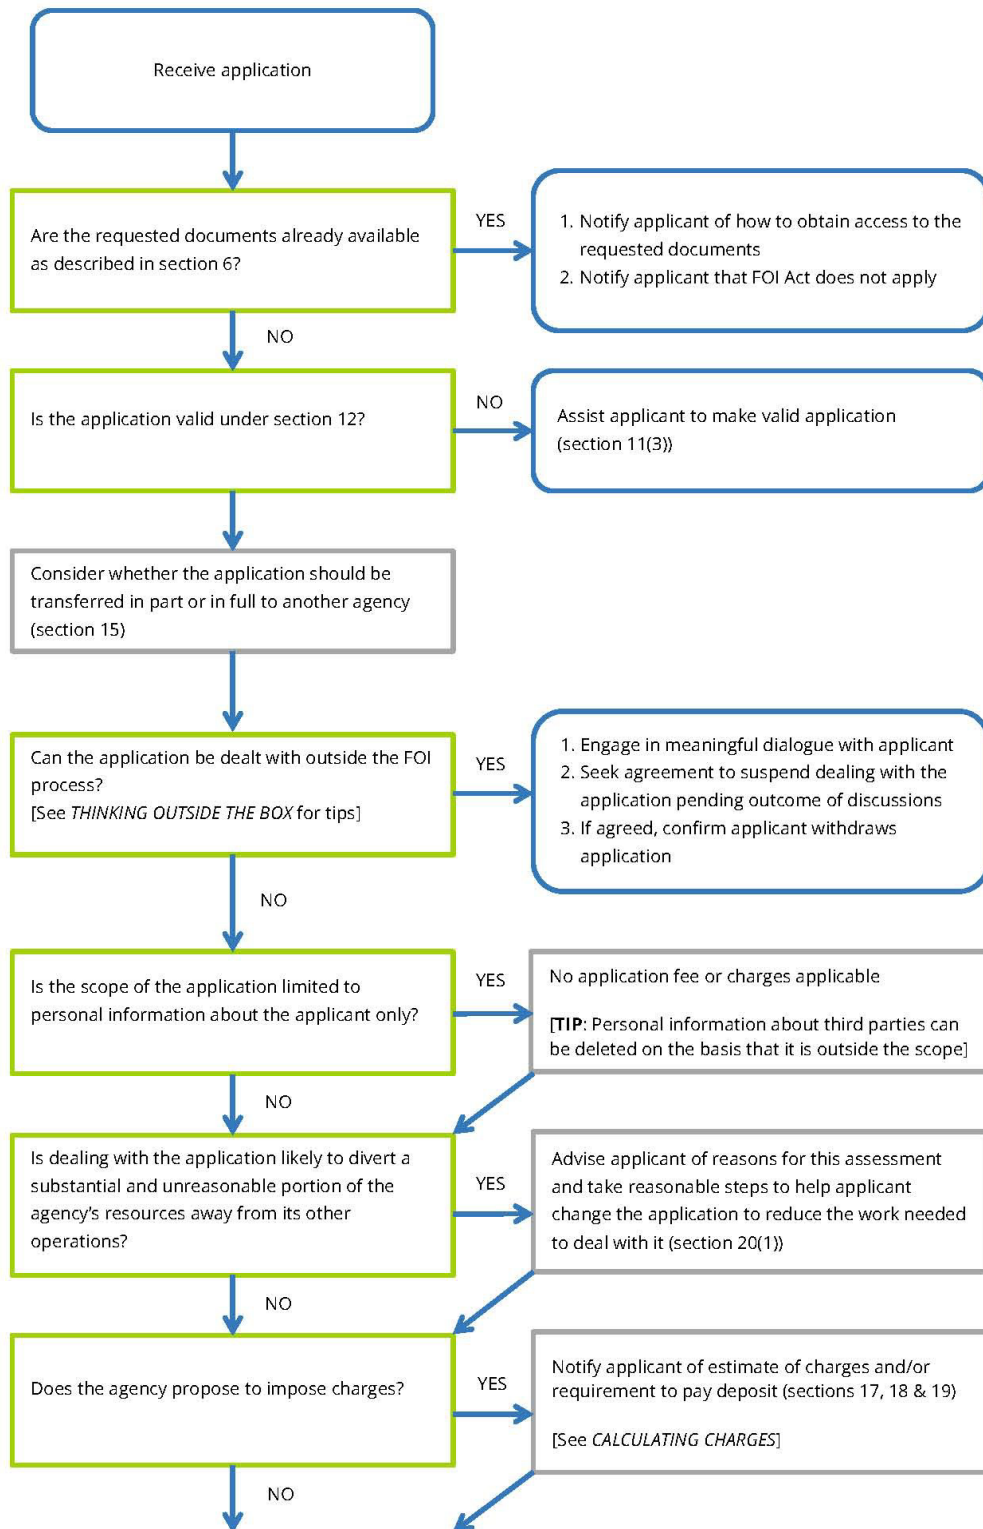 Receive application
Are the requested documents already available
as described in section 6?
YES
1. Notify applicant of how to obtain access to the
requested documents
2. Notify applicant that FOI Act does not apply
NO
Is the application valid under section 12?
NO
Assist applicant to make valid application
(section 11(3))
Consider whether the application should be
transferred in part or in full to another agency
(section 15)
Can the application be dealt with outside the FOI
process?
[See THINKING OUTSIDE THE BOX for tips]
YES
1. Engage in meaningful dialogue with applicant
2. Seek agreement to suspend dealing with the
application pending outcome of discussions
3. If agreed, confirm applicant withdraws
application
NO
Is the scope of the application limited to
personal information about the applicant only?
YES
No application fee or charges applicable
[TIP: Personal information about third parties can
be deleted on the basis that it is outside the scope]
NO
Is dealing with the application likely to divert a
substantial and unreasonable portion of the
agency's resources away from its other
operations?
YES
Advise applicant of reasons for this assessment
and take reasonable steps to help applicant
change the application to reduce the work needed
to deal with it (section 20(1))
NO
Does the agency propose to impose charges?
YES
Notify applicant of estimate of charges and/or
requirement to pay deposit (sections 17, 18 & 19)
[See CALCULATING CHARGES]
NO